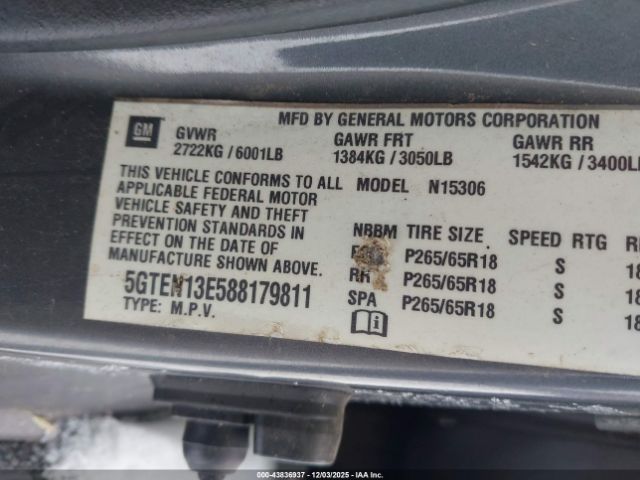 MFD BY GENERAL MOTORS CORPORATION
GM
GVWR GAWR FRT GAWR RR
2722KG / 6001LB 1384KG / 3050LB 1542KG / 3400L
THIS VEHICLE CONFORMS TO ALL MODEL N15306
APPLICABLE FEDERAL MOTOR
VEHICLE SAFETY AND THEFT
PREVENTION STANDARDS IN
EFFECT ON THE DATE OF
MANUFACTURE SHOWN ABOVE.
NBBM TIRE SIZE SPEED RTG R
P265/65R18 S 18
RR P265/65R18 S 18
SPA P265/65R18 S 18
5GTEN13E588179811
TYPE: M.P.V.
000-43836937 - 12/03/2025 - IAA Inc.